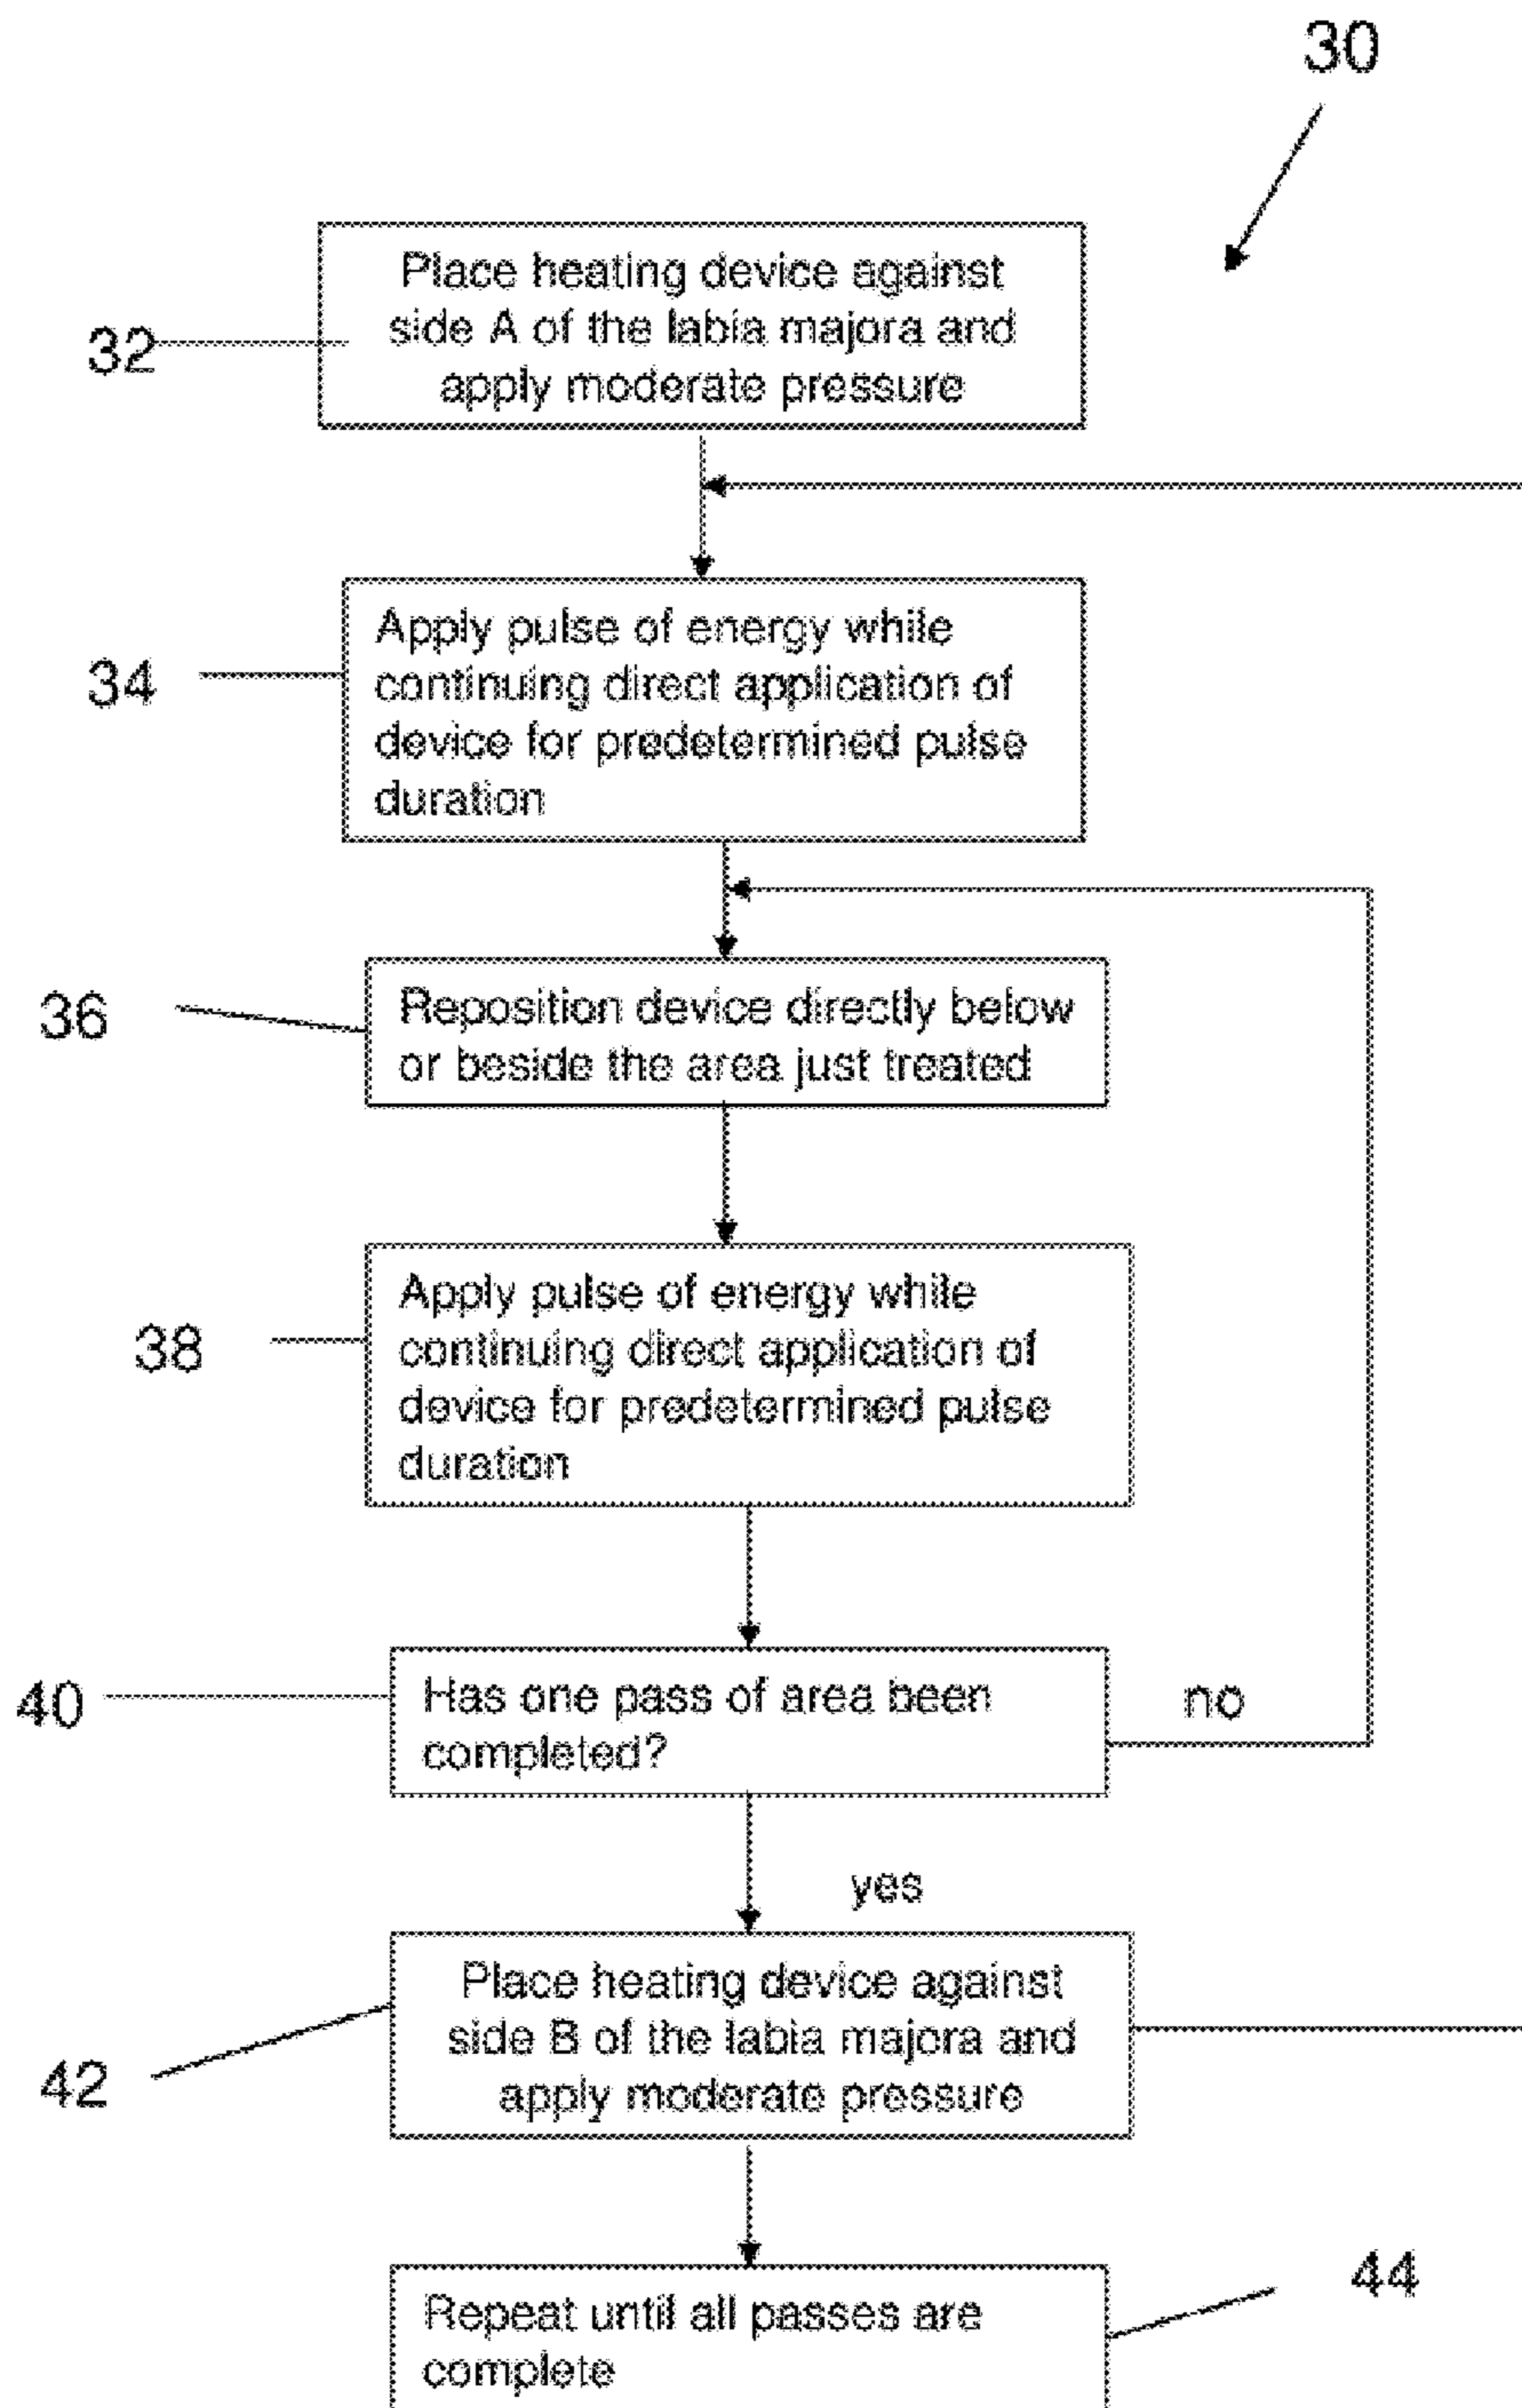 30
32
Place heating device against
side A of the labia majora and
apply moderate pressure
34
Apply pulse of energy while
continuing direct application of
device for predetermined pulse
duration
36
Reposition device directly below
or beside the area just treated
38
Apply pulse of energy while
continuing direct application of
device for predetermined pulse
duration
40
Has one pass of area been
completed?
no
yes
42
Place heating device against
side B of the labia majora and
apply moderate pressure
44
Repeat until all passes are
complete